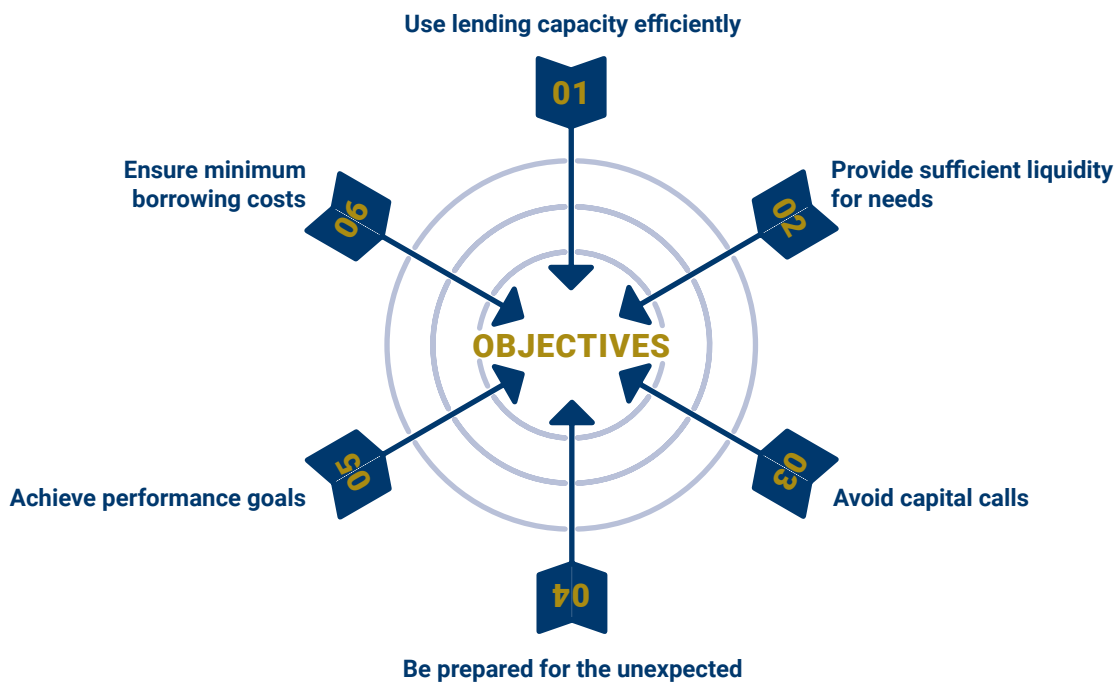 Use lending capacity efficiently
01
Provide sufficient liquidity
for needs
02
Avoid capital calls
03
Be prepared for the unexpected
04
Achieve performance goals
05
Ensure minimum
borrowing costs
06
OBJECTIVES